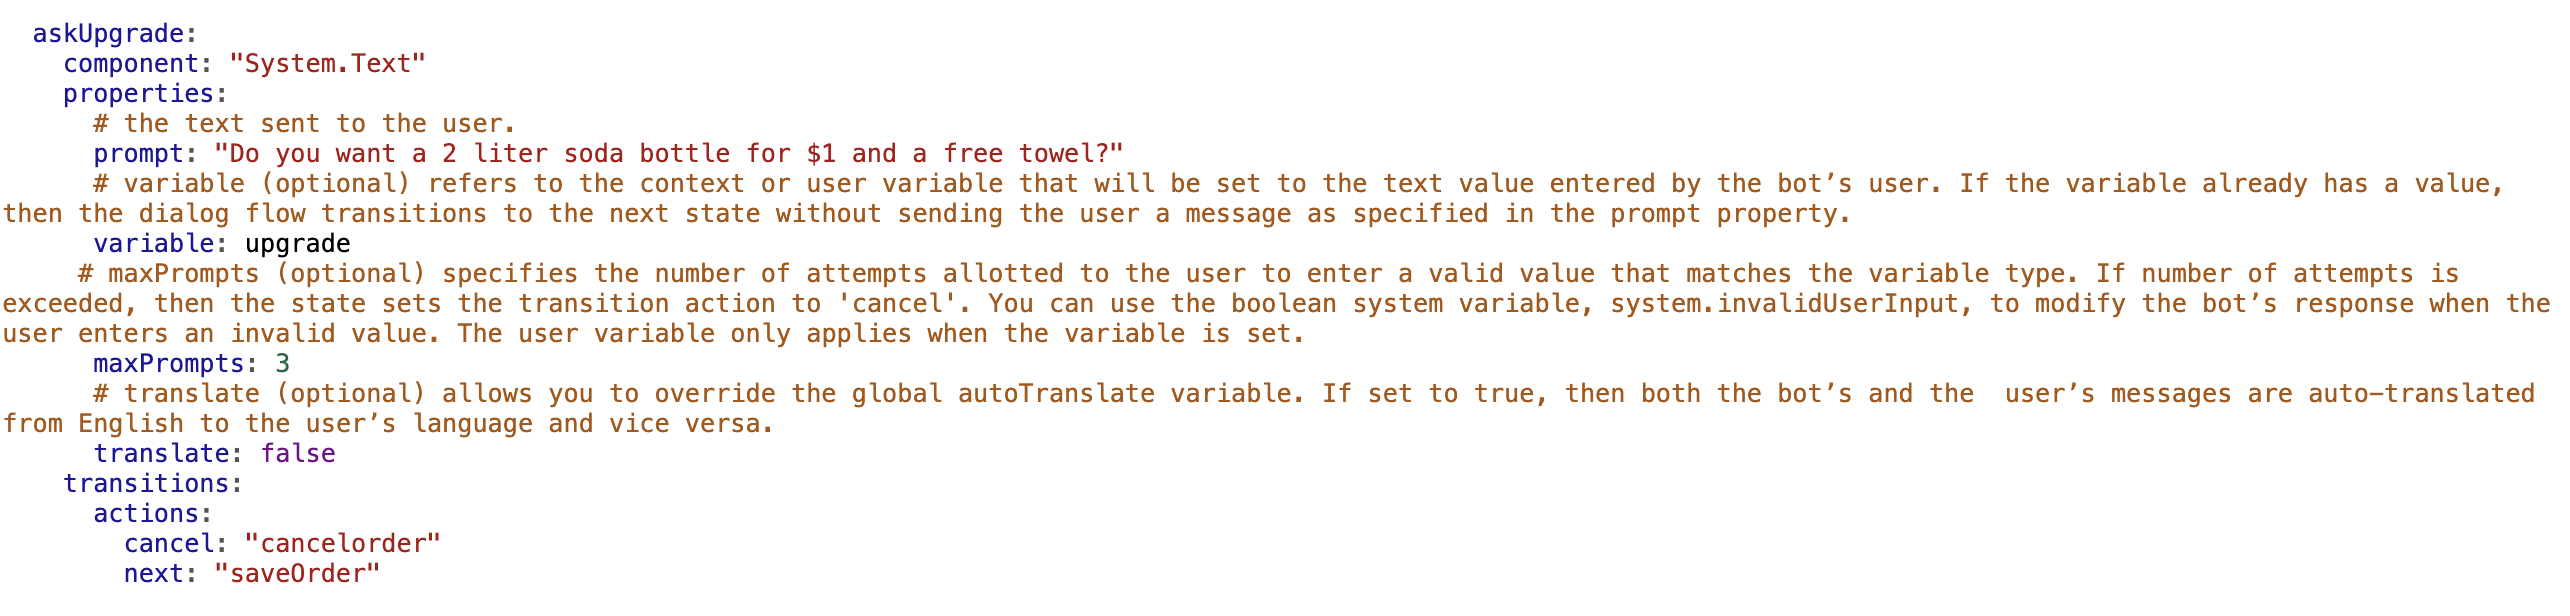 askUpgrade:
component: "System.Text"
properties:
# the text sent to the user.
prompt: "Do you want a 2 liter soda bottle for $1 and a free towel?"
# variable (optional) refers to the context or user variable that will be set to the text value entered by the bot’s user. If the variable already has a value,
then the dialog flow transitions to the next state without sending the user a message as specified in the prompt property.
variable: upgrade
# maxPrompts (optional) specifies the number of attempts allotted to the user to enter a valid value that matches the variable type. If number of attempts is
exceeded, then the state sets the transition action to 'cancel'. You can use the boolean system variable, system.invalidUserInput, to modify the bot’s response when the
user enters an invalid value. The user variable only applies when the variable is set.
maxPrompts: 3
# translate (optional) allows you to override the global autoTranslate variable. If set to true, then both the bot’s and the  user’s messages are auto-translated
from English to the user’s language and vice versa.
translate: false
transitions:
actions:
cancel: "cancelorder"
next: "saveOrder"